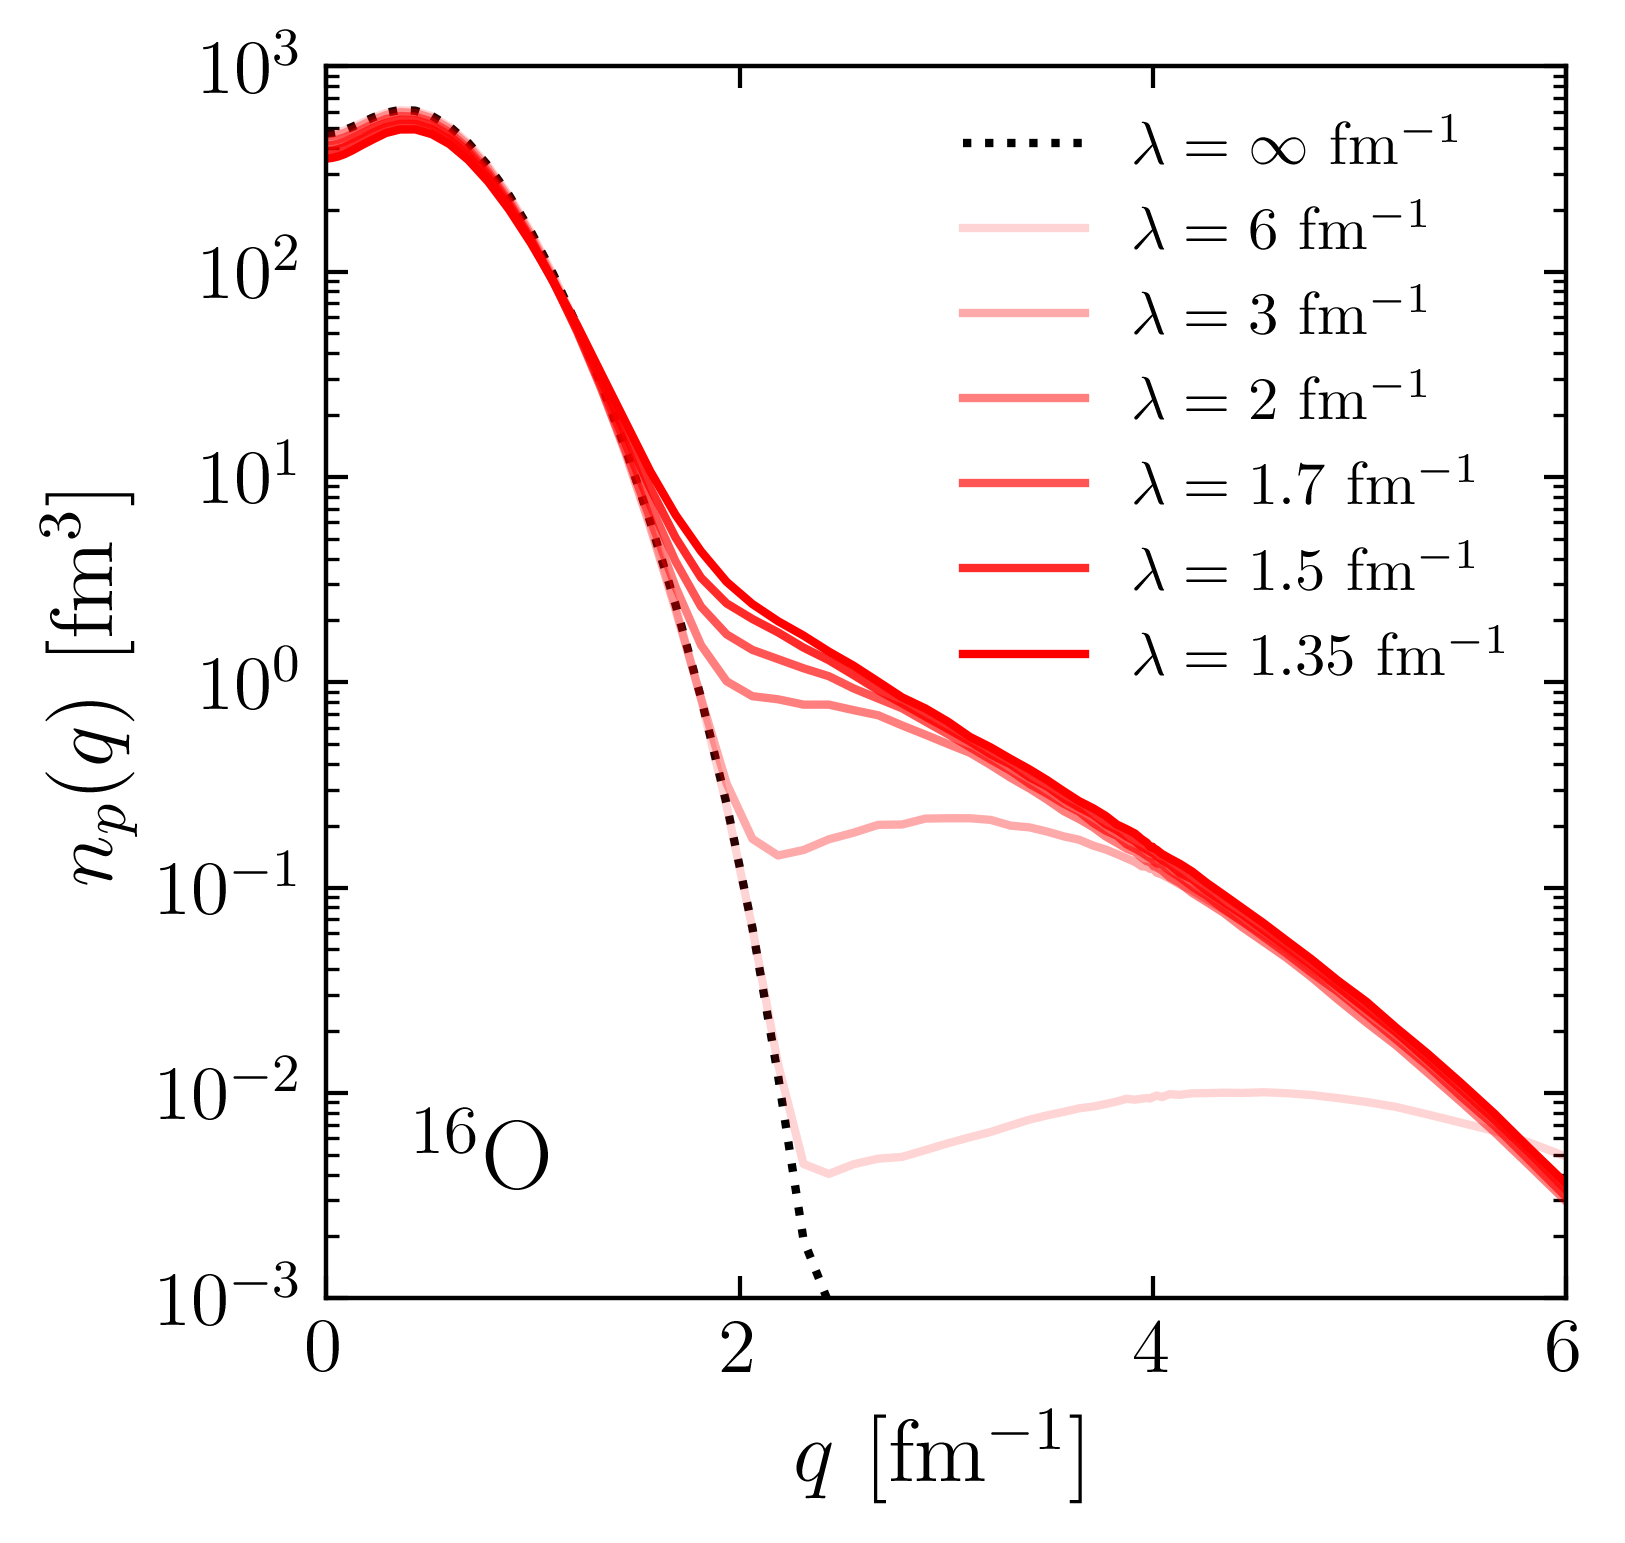 10³
10²
10¹
10⁰
10⁻¹
10⁻²
10⁻³
nₚ(q) [fm³]
λ = ∞ fm⁻¹
λ = 6 fm⁻¹
λ = 3 fm⁻¹
λ = 2 fm⁻¹
λ = 1.7 fm⁻¹
λ = 1.5 fm⁻¹
λ = 1.35 fm⁻¹
¹⁶O
0 2 4 6
q [fm⁻¹]